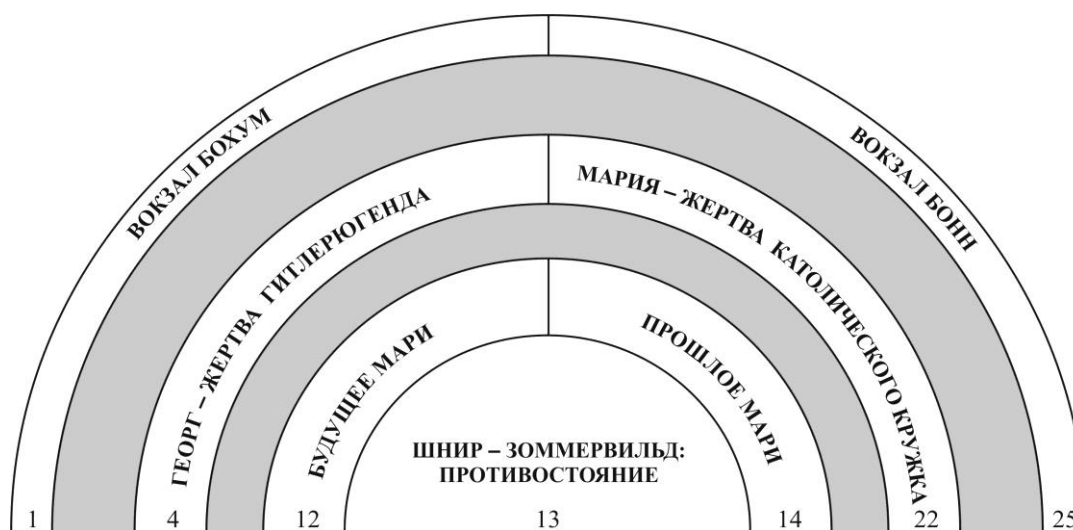 ВОКЗАЛ БОХУМ
ВОКЗАЛ БОНН
ГЕОРГ – ЖЕРТВА ГИТЛЕРЮГЕНДА
МАРИЯ – ЖЕРТВА КАТОЛИЧЕСКОГО КРУЖКА
БУДУЩЕЕ МАРИ
ПРОШЛОЕ МАРИ
ШНИР – ЗОММЕРВИЛЬД:
ПРОТИВОСТОЯНИЕ
1 4 12 13 14 22 25